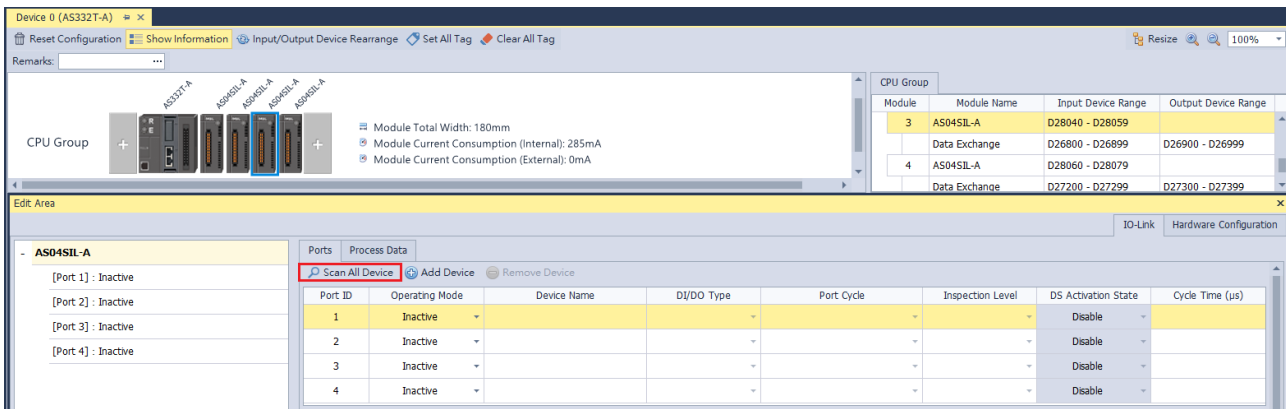 Device 0 (AS332T-A)
Reset Configuration Show Information Input/Output Device Rearrange Set All Tag Clear All Tag Resize 100%
Remarks: ...
AS332T-A AS04SIL-A AS04SIL-A AS04SIL-A AS04SIL-A
CPU Group
Module Total Width: 180mm
Module Current Consumption (Internal): 285mA
Module Current Consumption (External): 0mA
CPU Group
Module Module Name Input Device Range Output Device Range
3 AS04SIL-A D28040 - D28059
Data Exchange D26800 - D26899 D26900 - D26999
4 AS04SIL-A D28060 - D28079
Data Exchange D27200 - D27299 D27300 - D27399
Edit Area
IO-Link Hardware Configuration
- AS04SIL-A
[Port 1] : Inactive
[Port 2] : Inactive
[Port 3] : Inactive
[Port 4] : Inactive
Ports Process Data
Scan All Device Add Device Remove Device
Port ID Operating Mode Device Name DI/DO Type Port Cycle Inspection Level DS Activation State Cycle Time (μs)
1 Inactive Disable
2 Inactive Disable
3 Inactive Disable
4 Inactive Disable